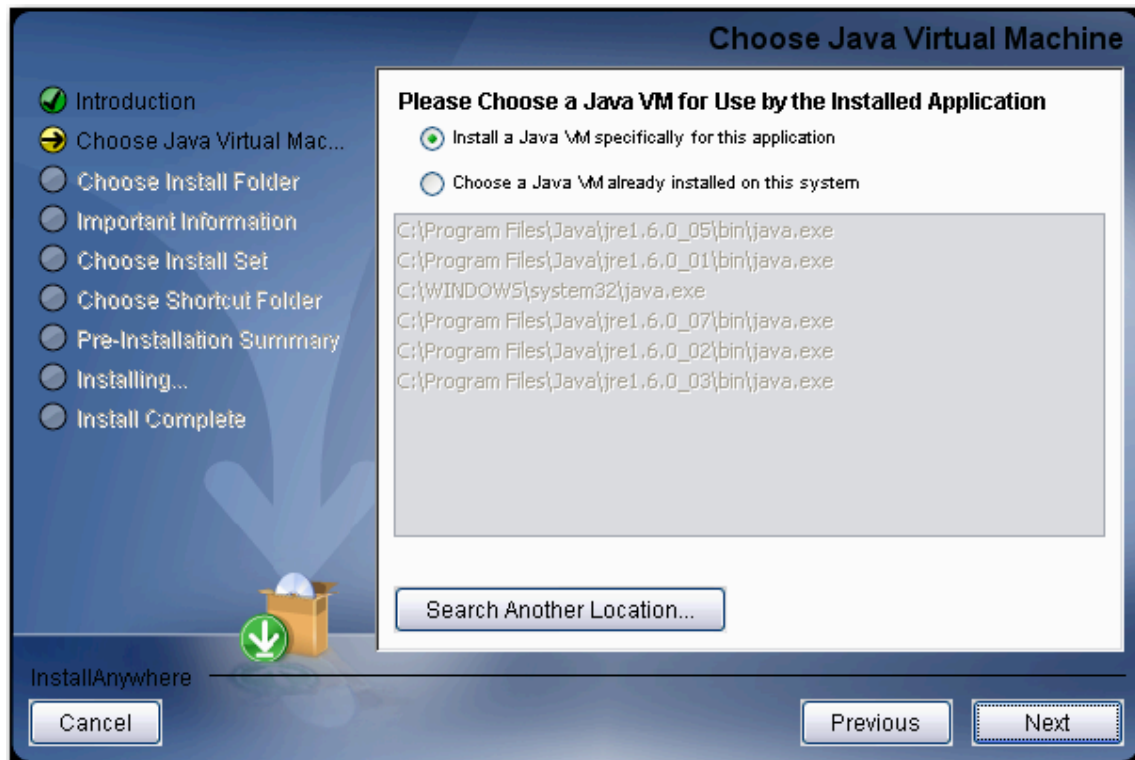 Choose Java Virtual Machine
Introduction
Choose Java Virtual Mac...
Choose Install Folder
Important Information
Choose Install Set
Choose Shortcut Folder
Pre-Installation Summary
Installing...
Install Complete
Please Choose a Java VM for Use by the Installed Application
Install a Java VM specifically for this application
Choose a Java VM already installed on this system
C:\Program Files\Java\jre1.6.0_05\bin\java.exe
C:\Program Files\Java\jre1.6.0_01\bin\java.exe
C:\WINDOWS\system32\java.exe
C:\Program Files\Java\jre1.6.0_07\bin\java.exe
C:\Program Files\Java\jre1.6.0_02\bin\java.exe
C:\Program Files\Java\jre1.6.0_03\bin\java.exe
Search Another Location...
InstallAnywhere
Cancel
Previous
Next